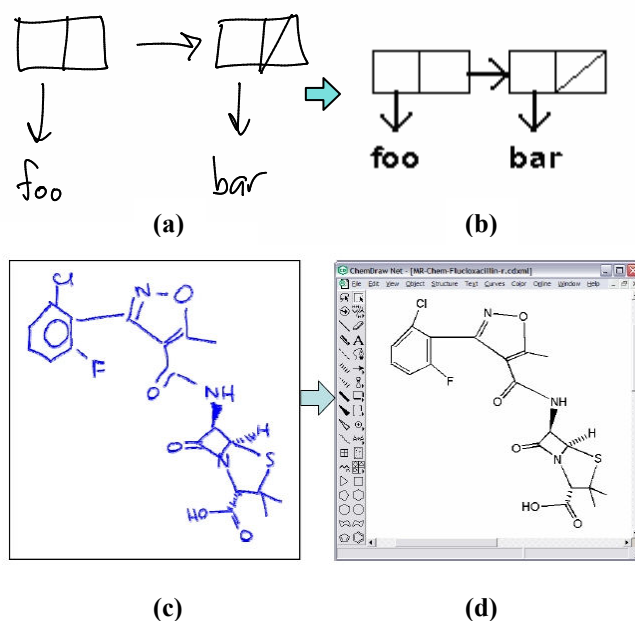 foo bar
foo bar
(a) (b)
Cl
N O
F
O NH
O H
N S
HO O
ChemDraw Net - [MR-Chem-Flucloxacillin-r.cdxml]
File Edit View Object Structure Text Curves Color Online Window Help
A
Cl
N O
F
O NH
O H
N S
HO O
(c) (d)